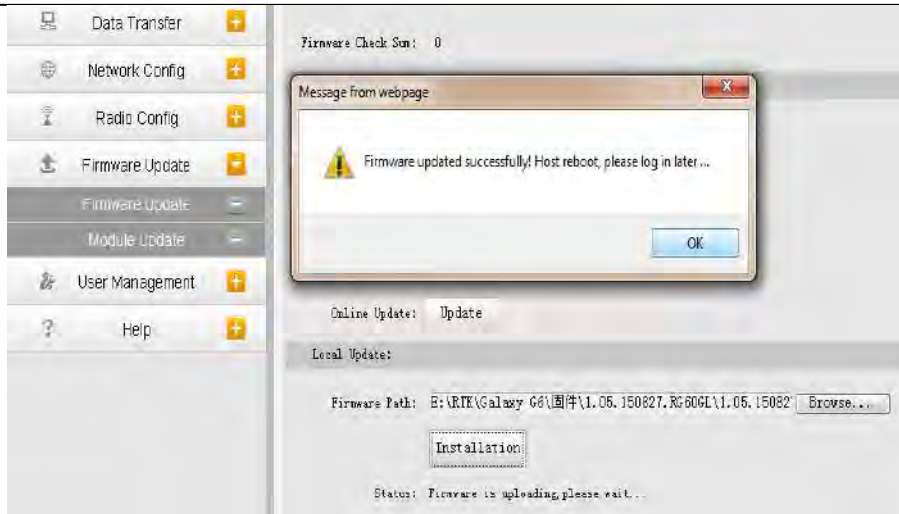 Data Transfer
Network Config
Radio Config
Firmware Update
Firmware Update
Module Update
User Management
Help
Firmware Check Sum: 0
Message from webpage
Firmware updated successfully! Host reboot, please log in later ...
OK
Online Update: Update
Local Update:
Firmware Path: E:\RTK\Galaxy G6\固件\1.05.150827.RG60GL\1.05.15082 Browse...
Installation
Status: Firmware is uploading,please wait...